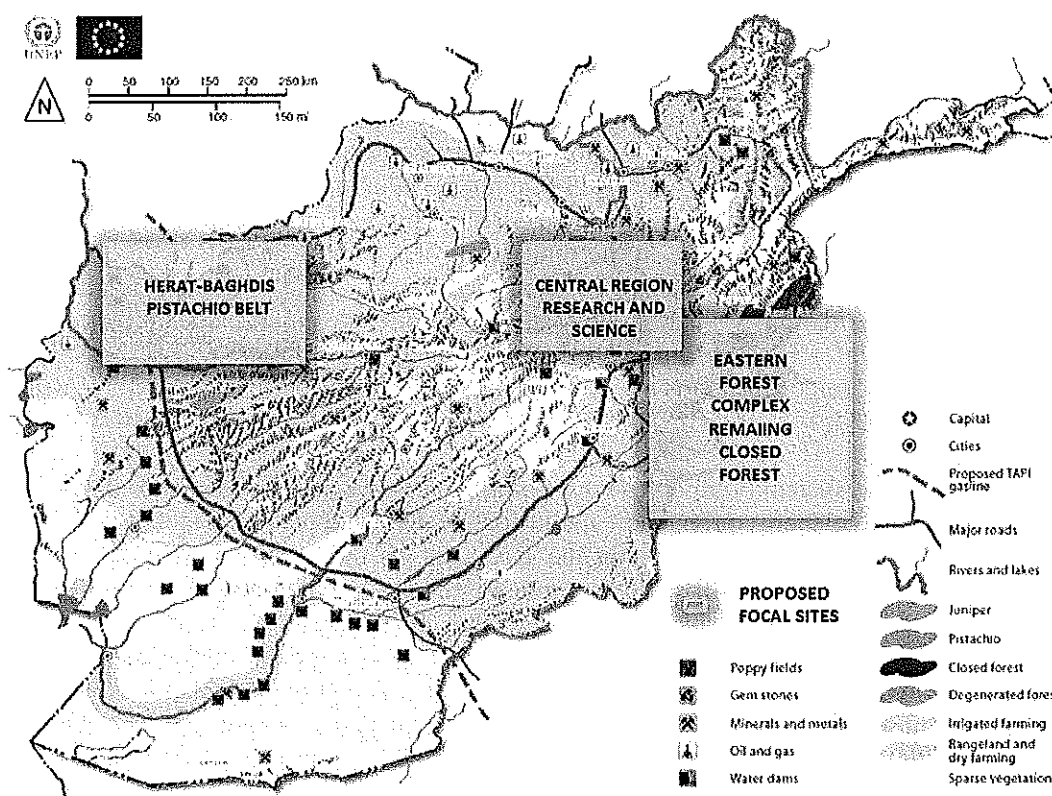 UNEP
0 50 100 150 200 250 km
0 50 100 150 mi
N
HERAT-BAGHDIS
PISTACHIO BELT
CENTRAL REGION
RESEARCH AND
SCIENCE
EASTERN
FOREST
COMPLEX
REMAIING
CLOSED
FOREST
PROPOSED
FOCAL SITES
Poppy fields
Gem stones
Minerals and metals
Oil and gas
Water dams
Capital
Cities
Proposed TAPI
gasline
Major roads
Rivers and lakes
Juniper
Pistachio
Closed forest
Degenerated fores
Irrigated farming
Rangeland and
dry farming
Sparse vegetation